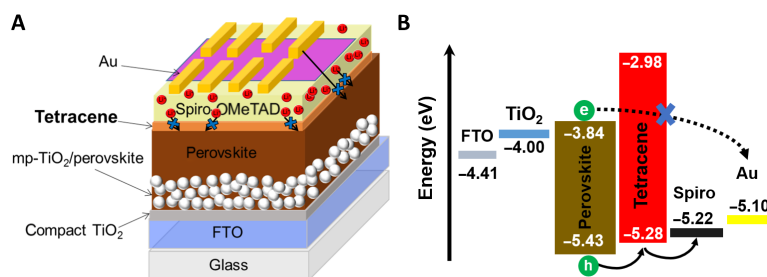 A
Au
Spiro-OMeTAD
Tetracene
Perovskite
mp-TiO₂/perovskite
Compact TiO₂
FTO
Glass
B
Energy (eV)
FTO
−4.41
TiO₂
−4.00
e
−3.84
Perovskite
−5.43
h
−2.98
Tetracene
−5.28
Spiro
−5.22
Au
−5.10